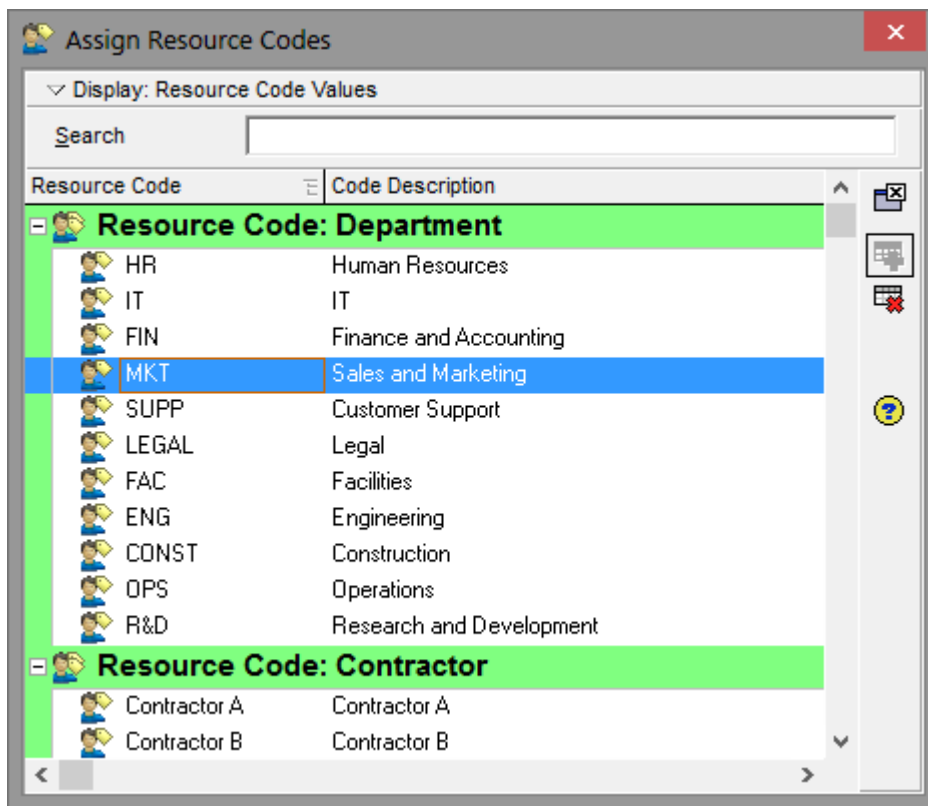 Assign Resource Codes
Display: Resource Code Values
Search
Resource Code Code Description
Resource Code: Department
HR Human Resources
IT IT
FIN Finance and Accounting
MKT Sales and Marketing
SUPP Customer Support
LEGAL Legal
FAC Facilities
ENG Engineering
CONST Construction
OPS Operations
R&D Research and Development
Resource Code: Contractor
Contractor A Contractor A
Contractor B Contractor B